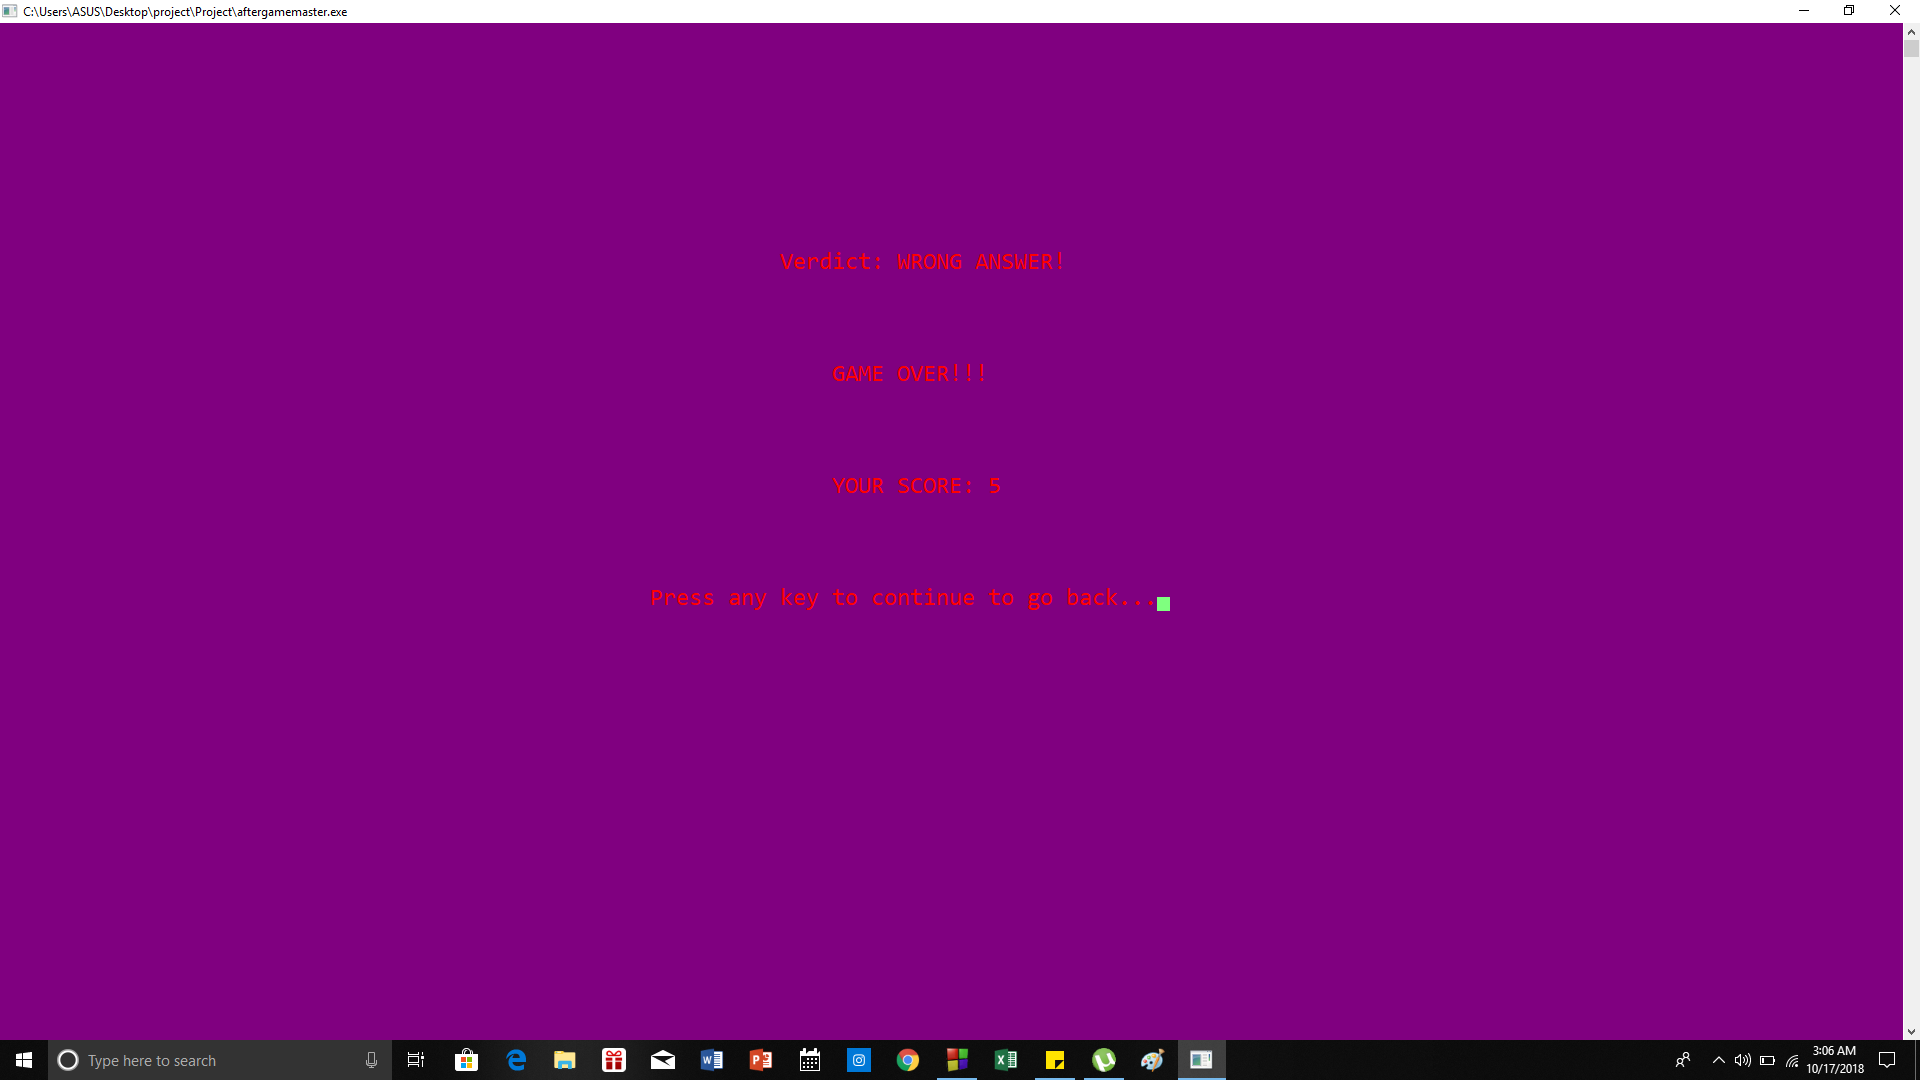 C:\Users\ASUS\Desktop\project\Project\aftergamemaster.exe
Verdict: WRONG ANSWER!
GAME OVER!!!
YOUR SCORE: 5
Press any key to continue to go back...
Type here to search
3:06 AM
10/17/2018